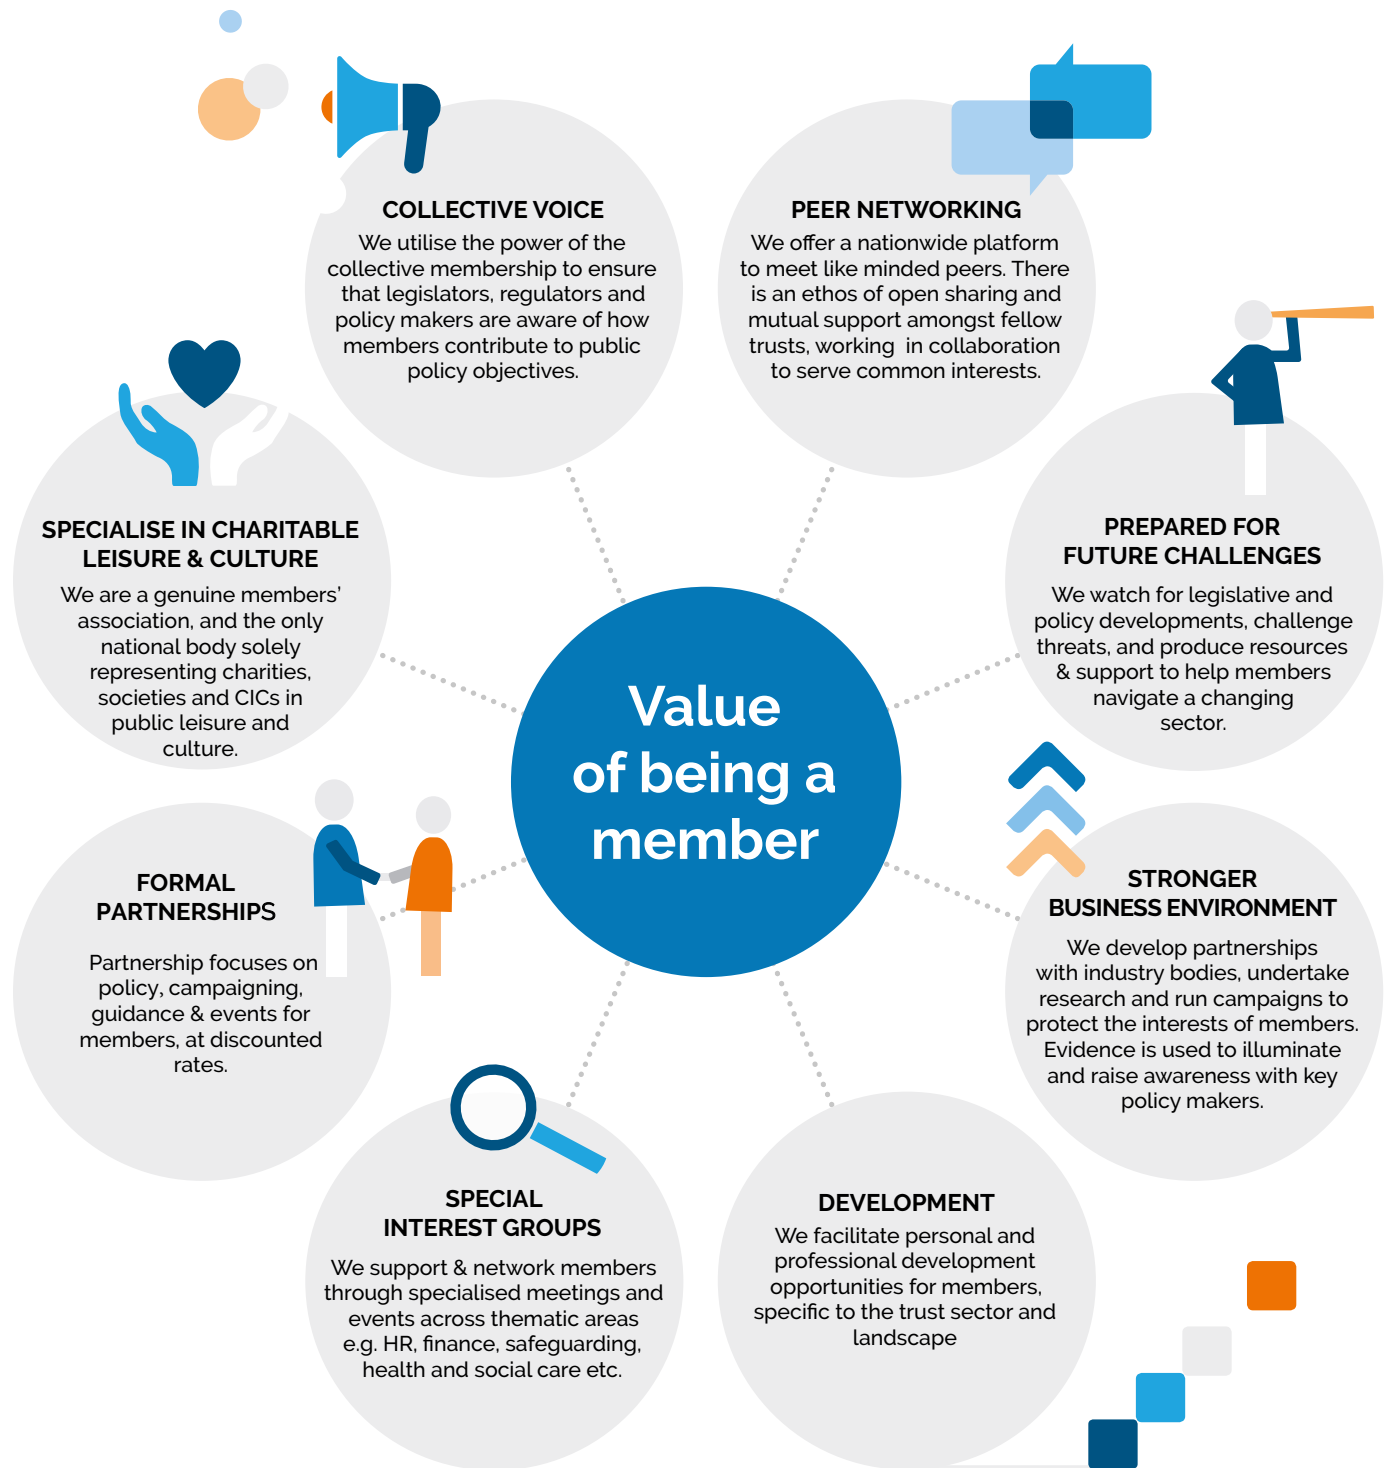 COLLECTIVE VOICE
We utilise the power of the
collective membership to ensure
that legislators, regulators and
policy makers are aware of how
members contribute to public
policy objectives.
PEER NETWORKING
We offer a nationwide platform
to meet like minded peers. There
is an ethos of open sharing and
mutual support amongst fellow
trusts, working in collaboration
to serve common interests.
SPECIALISE IN CHARITABLE
LEISURE & CULTURE
We are a genuine members'
association, and the only
national body solely
representing charities,
societies and CICs in
public leisure and
culture.
PREPARED FOR
FUTURE CHALLENGES
We watch for legislative and
policy developments, challenge
threats, and produce resources
& support to help members
navigate a changing
sector.
Value
of being a
member
FORMAL
PARTNERSHIPS
Partnership focuses on
policy, campaigning,
guidance & events for
members, at discounted
rates.
STRONGER
BUSINESS ENVIRONMENT
We develop partnerships
with industry bodies, undertake
research and run campaigns to
protect the interests of members.
Evidence is used to illuminate
and raise awareness with key
policy makers.
SPECIAL
INTEREST GROUPS
We support & network members
through specialised meetings and
events across thematic areas
e.g. HR, finance, safeguarding,
health and social care etc.
DEVELOPMENT
We facilitate personal and
professional development
opportunities for members,
specific to the trust sector and
landscape